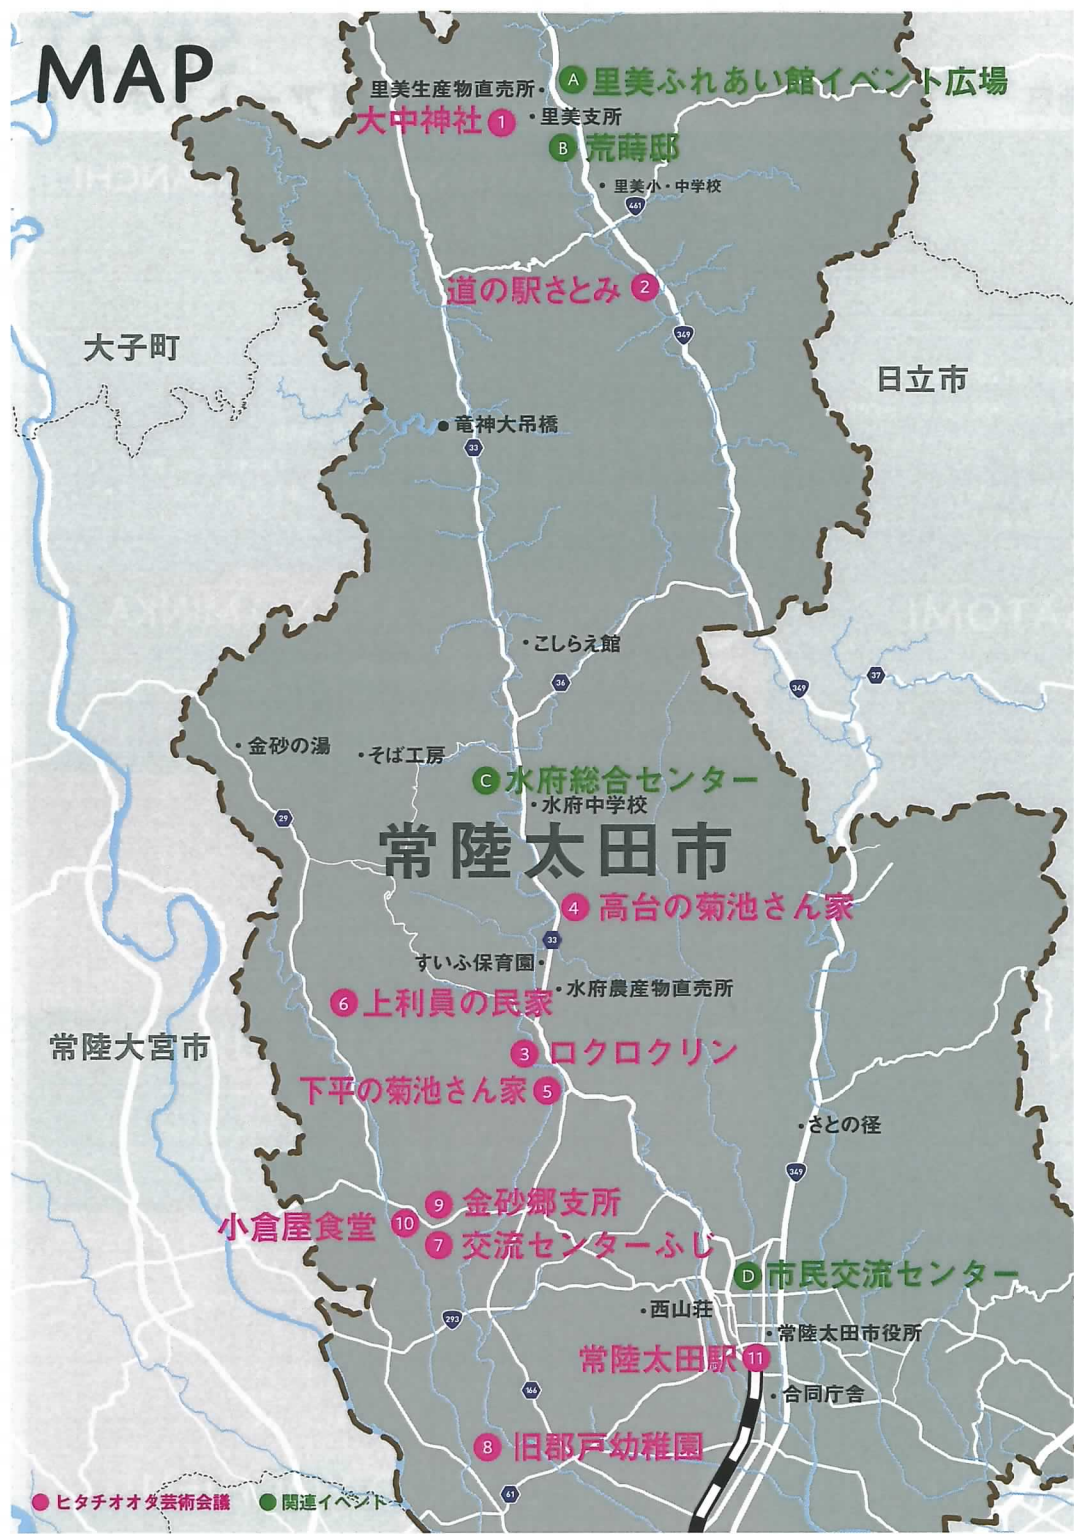 MAP
里美生産物直売所
A 里美ふれあい館イベント広場
大中神社 1
里美支所
B 荒蒔邸
里美小・中学校
461
道の駅さとみ 2
349
大子町
日立市
竜神大吊橋
33
こしらえ館
36
349
37
金砂の湯
そば工房
C 水府総合センター
水府中学校
29
常陸太田市
4 高台の菊池さん家
33
すいふ保育園
水府農産物直売所
6 上利員の民家
常陸大宮市
3 ロクロクリン
下平の菊池さん家 5
さとの径
349
9 金砂郷支所
小倉屋食堂 10
7 交流センターふじ
D 市民交流センター
西山荘
293
常陸太田市役所
常陸太田駅 11
166
合同庁舎
8 旧郡戸幼稚園
61
ヒタチオオタ芸術会議
関連イベント